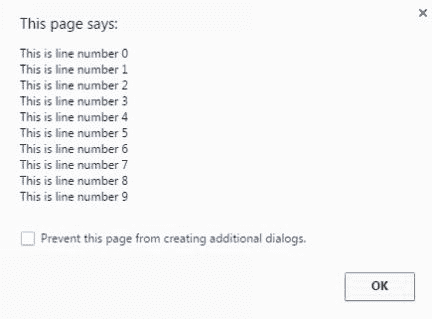 This page says:
This is line number 0
This is line number 1
This is line number 2
This is line number 3
This is line number 4
This is line number 5
This is line number 6
This is line number 7
This is line number 8
This is line number 9
Prevent this page from creating additional dialogs.
OK